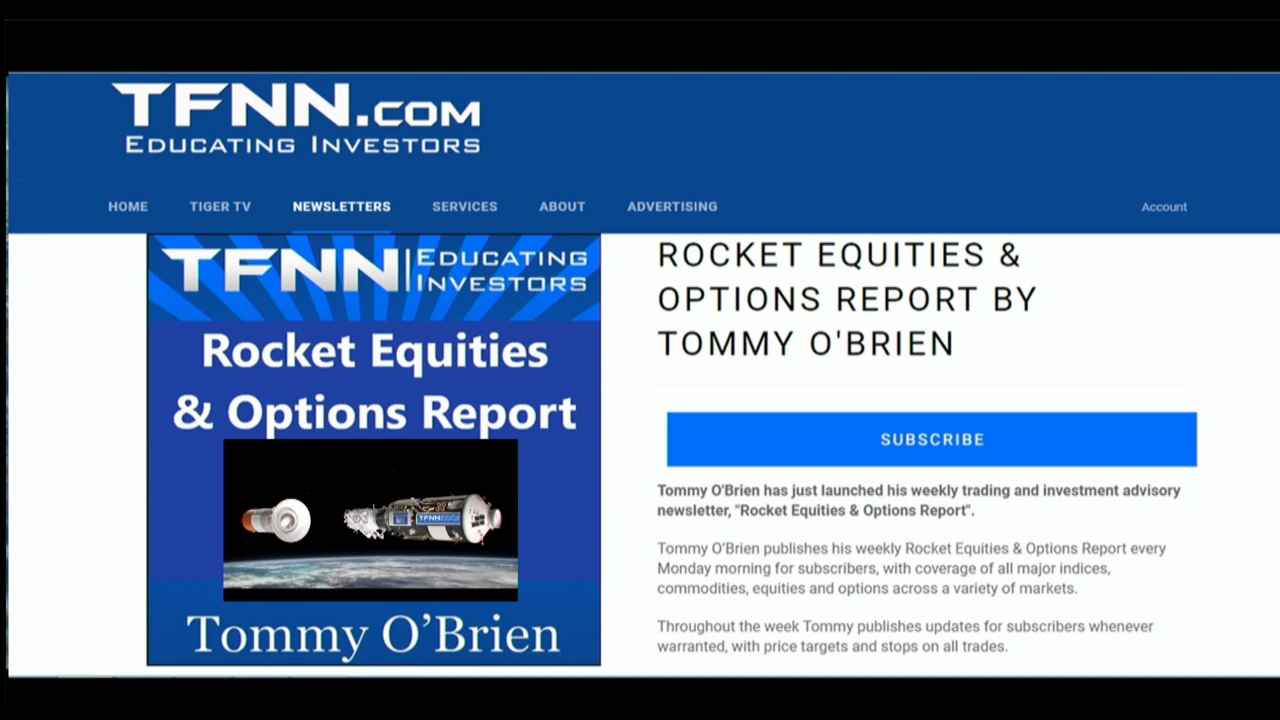 TFNN.COM
EDUCATING INVESTORS
HOME TIGER TV NEWSLETTERS SERVICES ABOUT ADVERTISING Account
TFNN EDUCATING
INVESTORS
Rocket Equities
& Options Report
TFNN
Tommy O’Brien
ROCKET EQUITIES &
OPTIONS REPORT BY
TOMMY O'BRIEN
SUBSCRIBE
Tommy O'Brien has just launched his weekly trading and investment advisory
newsletter, "Rocket Equities & Options Report".
Tommy O’Brien publishes his weekly Rocket Equities & Options Report every
Monday morning for subscribers, with coverage of all major indices,
commodities, equities and options across a variety of markets.
Throughout the week Tommy publishes updates for subscribers whenever
warranted, with price targets and stops on all trades.